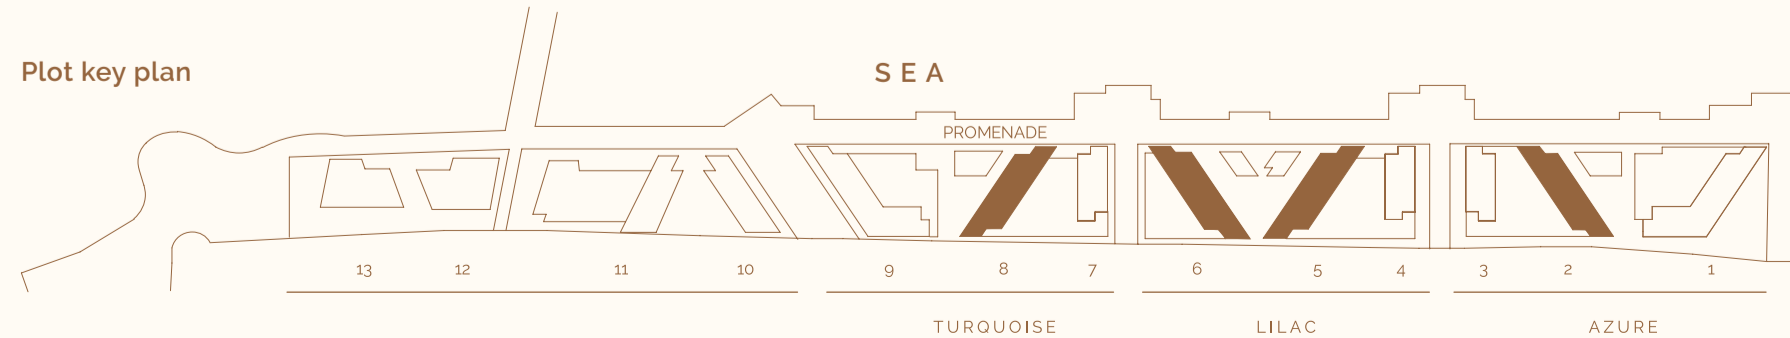 Plot key plan
SEA
PROMENADE
13 12 11 10 9 8 7 6 5 4 3 2 1
TURQUOISE LILAC AZURE